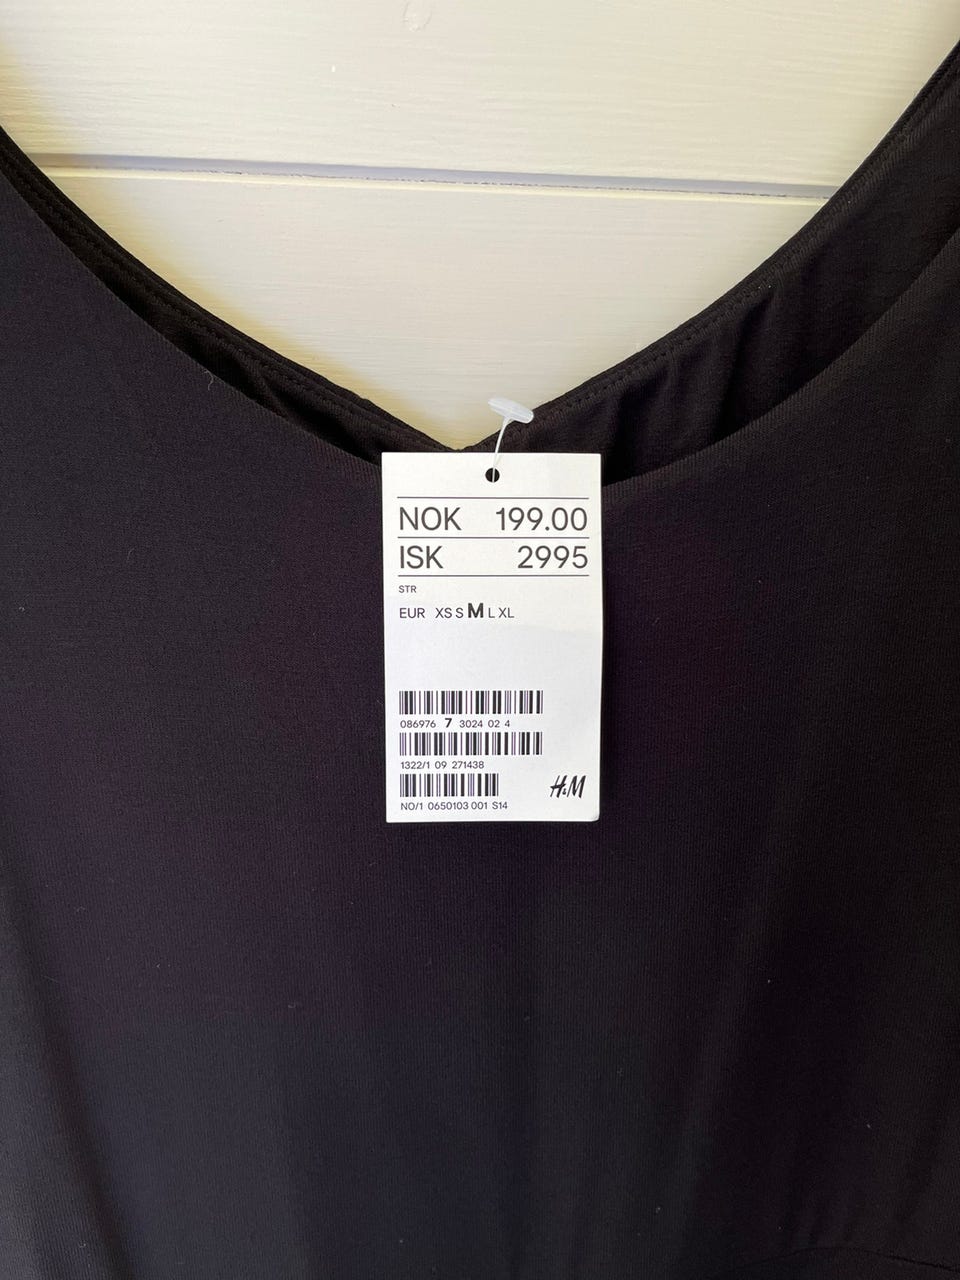 NOK 199.00
ISK 2995
STR
EUR XS S M L XL
086976 7 3024 02 4
1322/1 09 271438
NO/1 0650103 001 S14
H&M